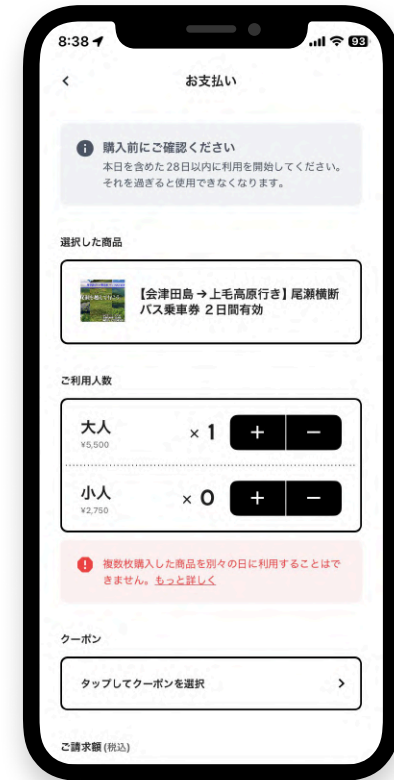 8:38
93
お支払い
購入前にご確認ください
本日を含めた28日以内に利用を開始してください。
それを過ぎると使用できなくなります。
選択した商品
【会津田島→上毛高原行き】尾瀬横断
バス乗車券 2日間有効
ご利用人数
大人
× 1 + −
¥5,500
小人
× 0 + −
¥2,750
複数枚購入した商品を別々の日に利用することはで
きません。もっと詳しく
クーポン
タップしてクーポンを選択
ご請求額(税込)